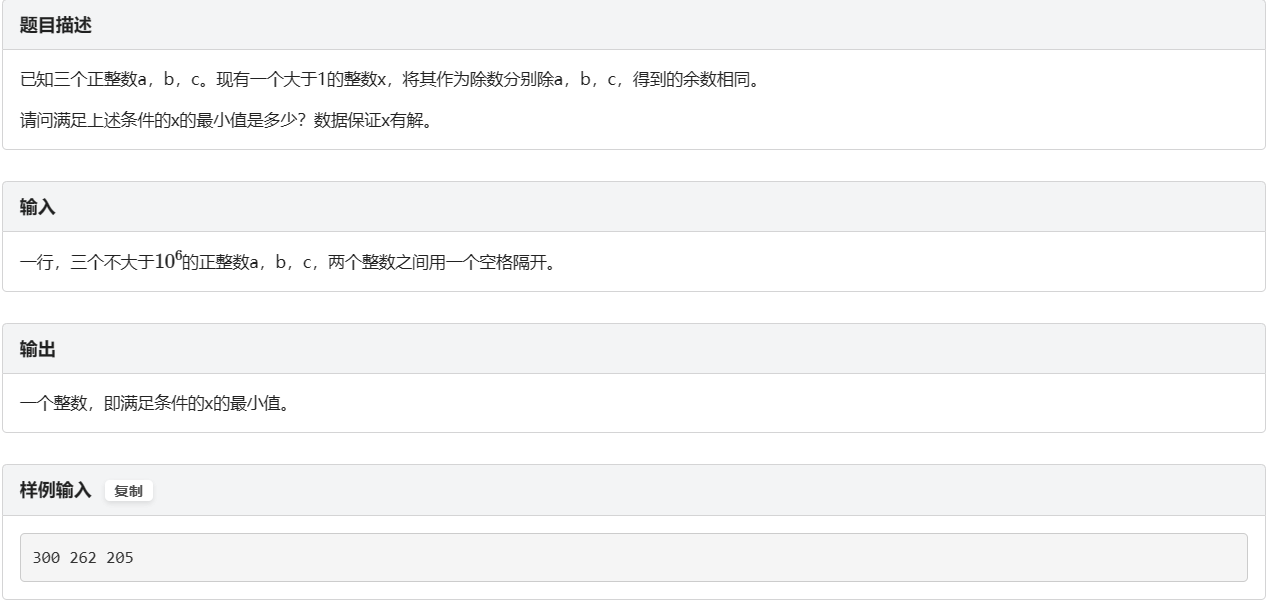 题目描述
已知三个正整数a，b，c。现有一个大于1的整数x，将其作为除数分别除a，b，c，得到的余数相同。
请问满足上述条件的x的最小值是多少？数据保证x有解。
输入
一行，三个不大于10^6的正整数a，b，c，两个整数之间用一个空格隔开。
输出
一个整数，即满足条件的x的最小值。
样例输入 复制
300 262 205